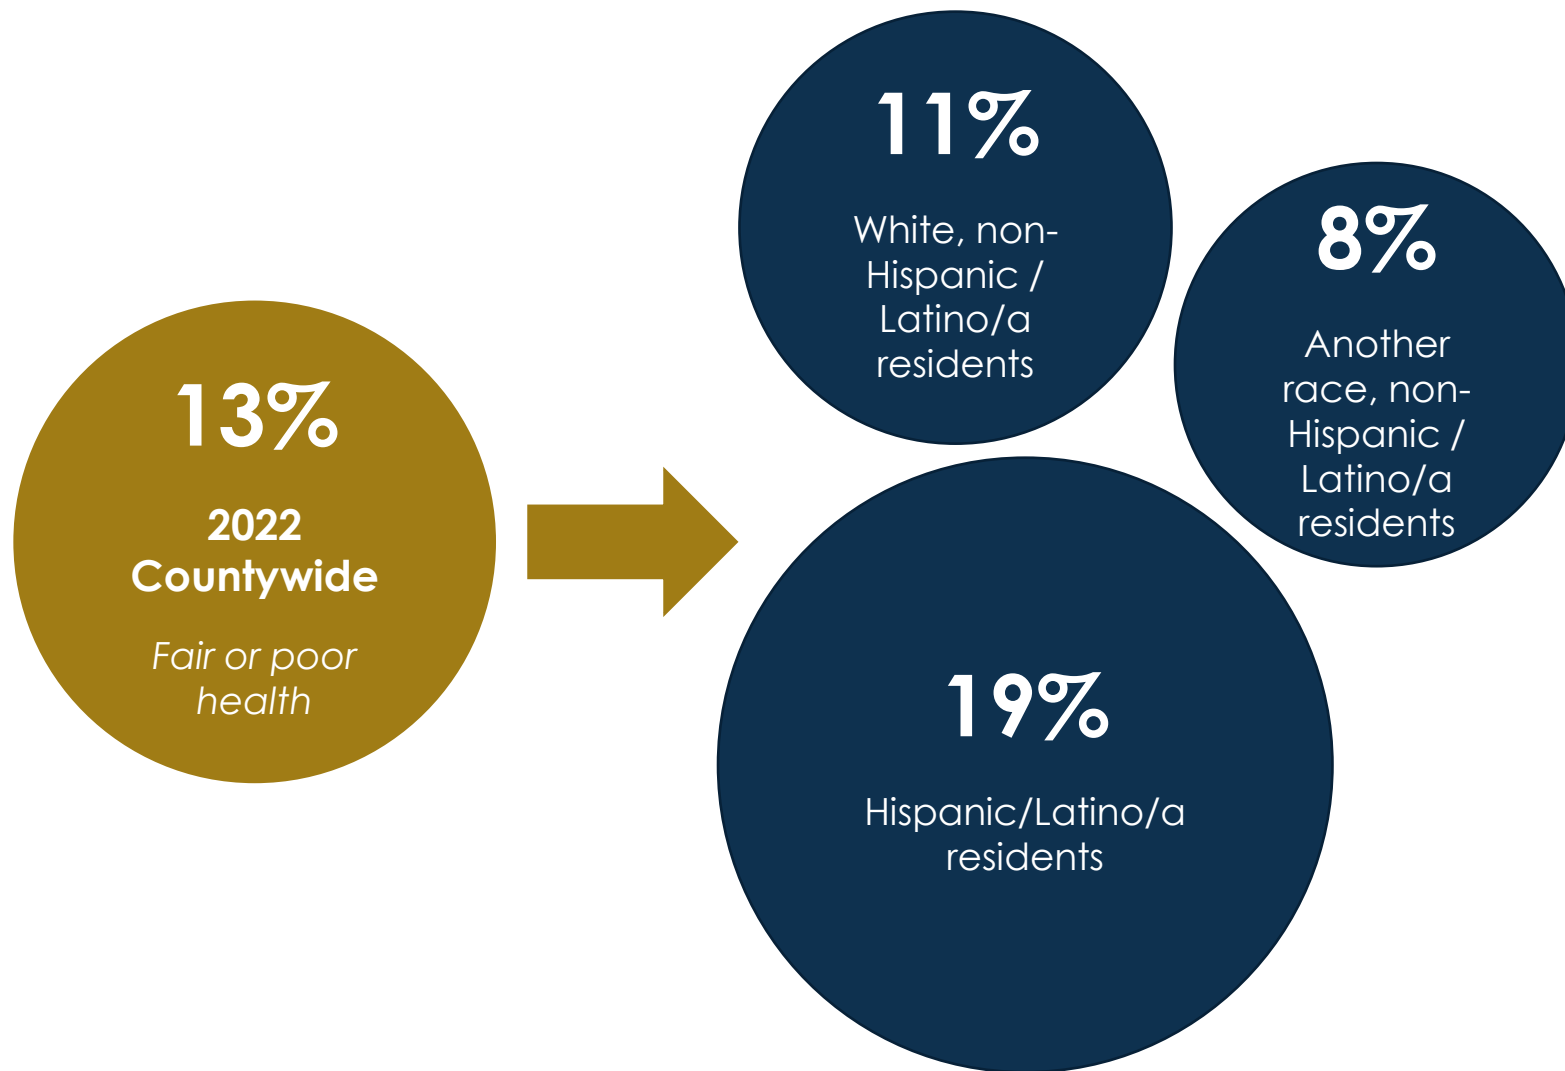 13%
2022
Countywide
Fair or poor
health
11%
White, non-
Hispanic /
Latino/a
residents
8%
Another
race, non-
Hispanic /
Latino/a
residents
19%
Hispanic/Latino/a
residents